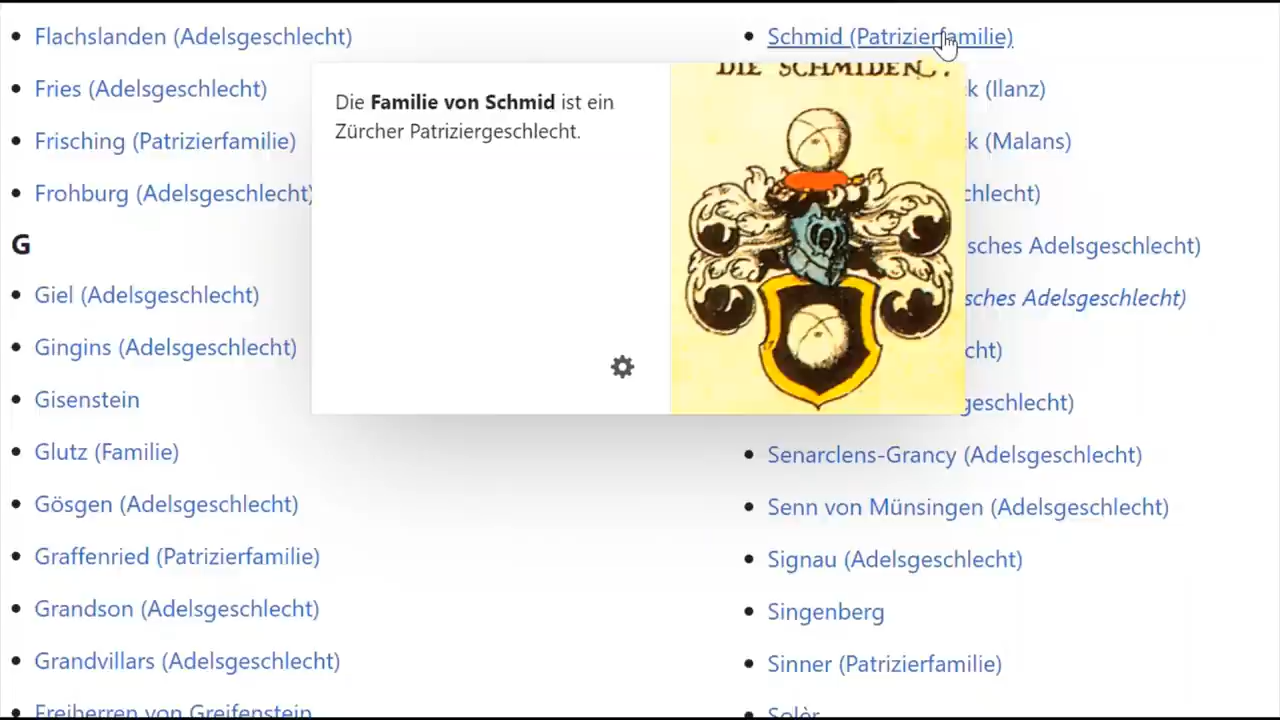 Flachslanden (Adelsgeschlecht)
Fries (Adelsgeschlecht)
Frisching (Patrizierfamilie)
Frohburg (Adelsgeschlecht)
G
Giel (Adelsgeschlecht)
Gingins (Adelsgeschlecht)
Gisenstein
Glutz (Familie)
Gösgen (Adelsgeschlecht)
Graffenried (Patrizierfamilie)
Grandson (Adelsgeschlecht)
Grandvillars (Adelsgeschlecht)
Freiherren von Greifenstein
Die Familie von Schmid ist ein
Zürcher Patriziergeschlecht.
DIE SCHMIDEN.
Schmid (Patrizierfamilie)
k (Ilanz)
k (Malans)
chlecht)
sches Adelsgeschlecht)
sches Adelsgeschlecht)
cht)
geschlecht)
Senarclens-Grancy (Adelsgeschlecht)
Senn von Münsingen (Adelsgeschlecht)
Signau (Adelsgeschlecht)
Singenberg
Sinner (Patrizierfamilie)
Solèr